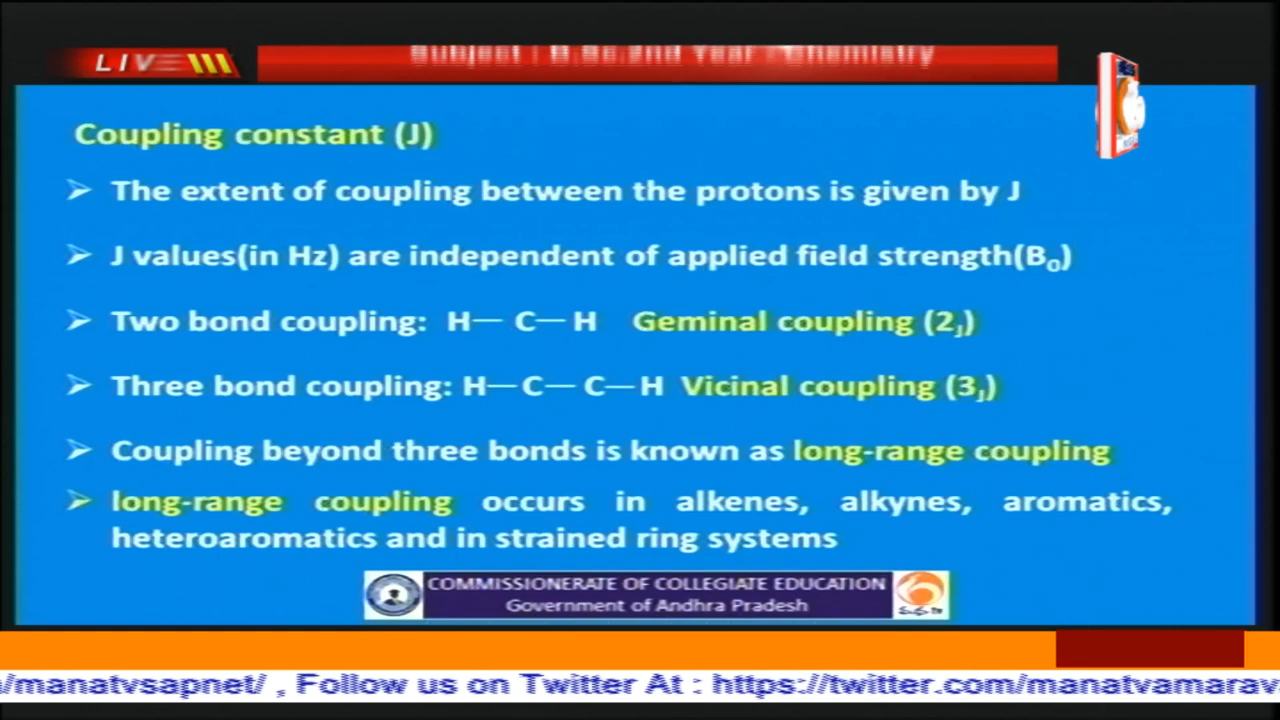 LIVE
Subject : B.Sc.2nd Year - Chemistry
Coupling constant (J)
➢ The extent of coupling between the protons is given by J
➢ J values(in Hz) are independent of applied field strength(B₀)
➢ Two bond coupling: H— C—H Geminal coupling (2J)
➢ Three bond coupling: H—C— C—H Vicinal coupling (3J)
➢ Coupling beyond three bonds is known as long-range coupling
➢ long-range coupling occurs in alkenes, alkynes, aromatics,
heteroaromatics and in strained ring systems
COMMISSIONERATE OF COLLEGIATE EDUCATION
Government of Andhra Pradesh
/manatvsapnet/ , Follow us on Twitter At : https://twitter.com/manatvamarav